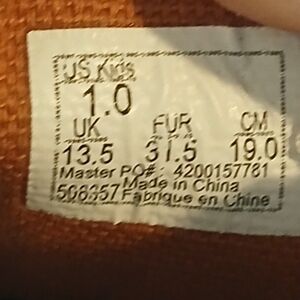 US Kids
1.0
UK EUR CM
13.5 31.5 19.0
Master PO#: 4200157781
506357 Made in China
Fabrique en Chine